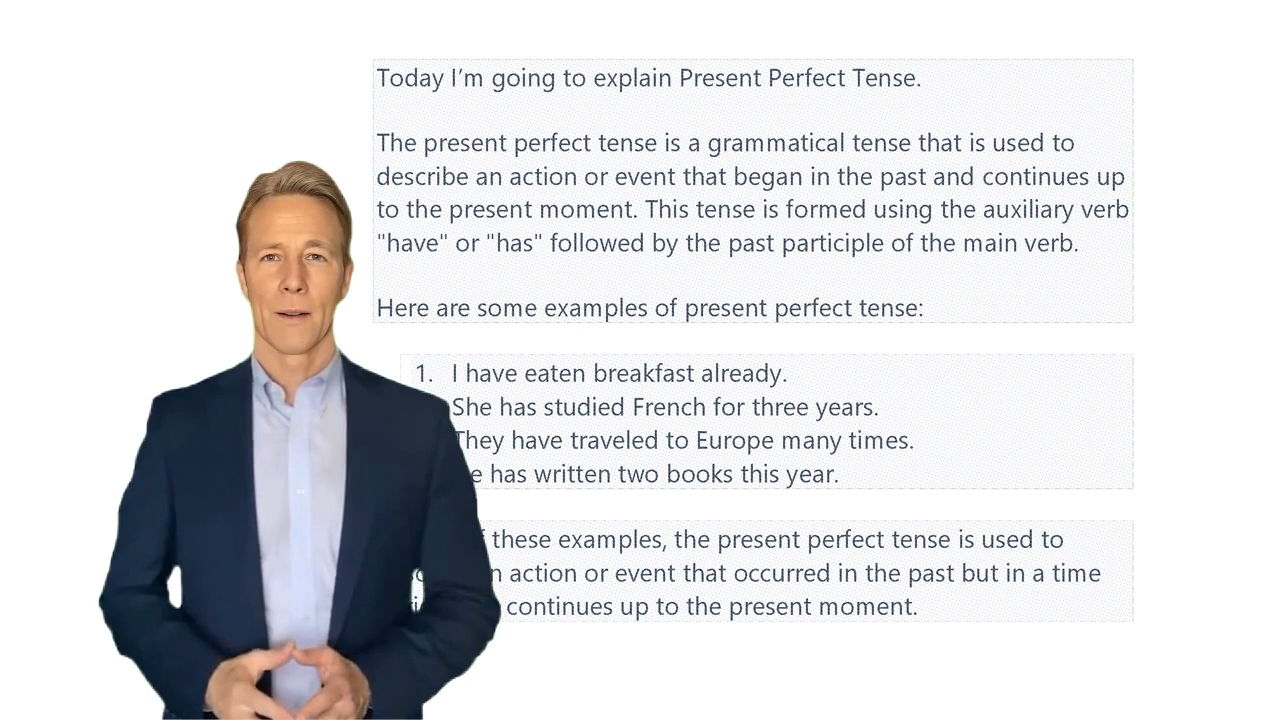 Today I’m going to explain Present Perfect Tense.
The present perfect tense is a grammatical tense that is used to
describe an action or event that began in the past and continues up
to the present moment. This tense is formed using the auxiliary verb
"have" or "has" followed by the past participle of the main verb.
Here are some examples of present perfect tense:
1. I have eaten breakfast already.
She has studied French for three years.
They have traveled to Europe many times.
has written two books this year.
these examples, the present perfect tense is used to
action or event that occurred in the past but in a time
continues up to the present moment.